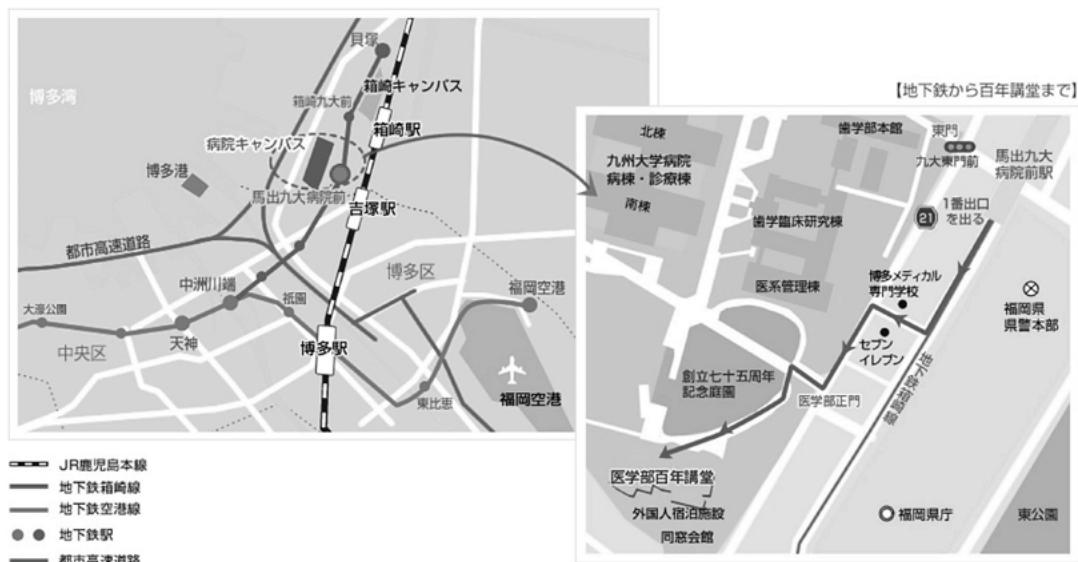 貝塚
博多湾
箱崎キャンパス
箱崎九大前
箱崎駅
病院キャンパス
博多港
馬出九大病院前
吉塚駅
都市高速道路
博多区
中洲川端
福岡空港
祇園
大濠公園
天神
中央区
博多駅
東比恵
福岡空港
JR鹿児島本線
地下鉄箱崎線
地下鉄空港線
地下鉄駅
都市高速道路
【地下鉄から百年講堂まで】
北棟
歯学部本館
東門
九大東門前
馬出九大
病院前駅
九州大学病院
病棟・診療棟
南棟
21
1番出口
を出る
歯学臨床研究棟
博多メディカル
専門学校
医系管理棟
福岡県
県警本部
セブン
イレブン
地下鉄箱崎線
創立七十五周年
記念庭園
医学部正門
医学部百年講堂
外国人宿泊施設
同窓会館
福岡県庁
東公園